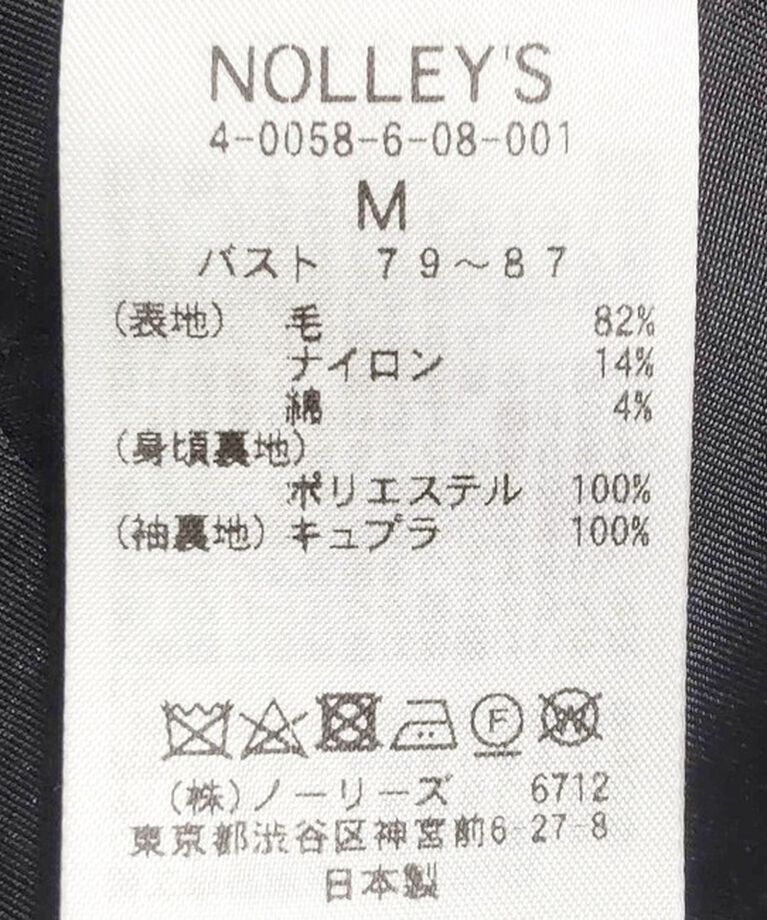 NOLLEY'S
4-0058-6-08-001
M
バスト 79～87
(表地) 毛 82%
ナイロン 14%
綿 4%
(身頃裏地)
ポリエステル 100%
(袖裏地) キュプラ 100%
F W
(株)ノーリーズ 6712
東京都渋谷区神宮前6-27-8
日本製